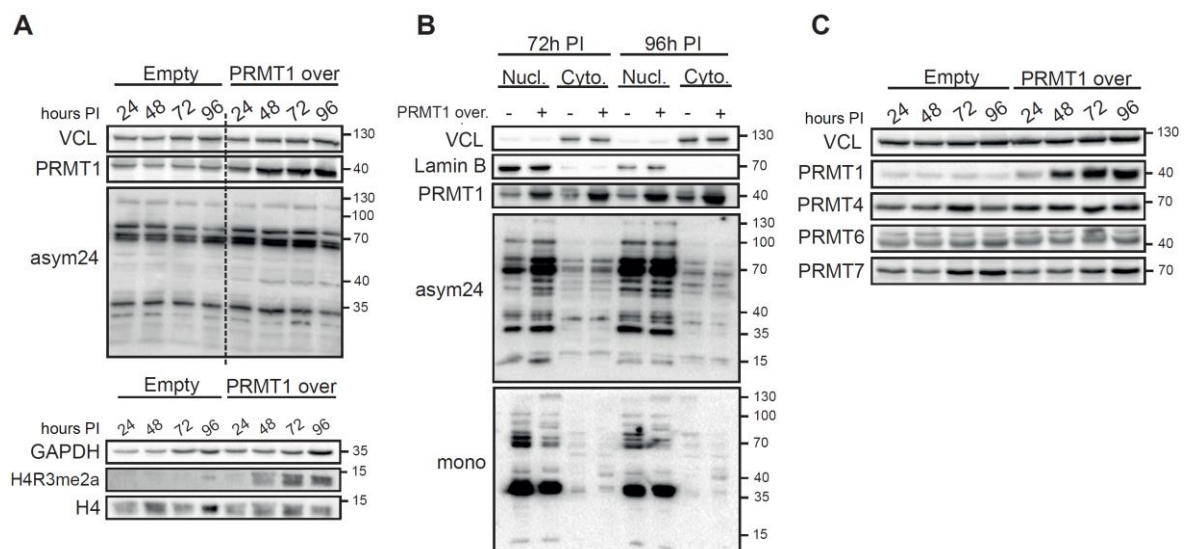 A
Empty PRMT1 over
hours PI 24 48 72 96 24 48 72 96
VCL 130
PRMT1 40
asym24
130
100
70
40
35
Empty PRMT1 over
hours PI 24 48 72 96 24 48 72 96
GAPDH 35
H4R3me2a 15
H4 15
B
72h PI 96h PI
Nucl. Cyto. Nucl. Cyto.
PRMT1 over. - + - + - + - +
VCL 130
Lamin B 70
PRMT1 40
asym24
130
100
70
40
35
15
mono
130
100
70
40
35
15
C
Empty PRMT1 over
hours PI 24 48 72 96 24 48 72 96
VCL 130
PRMT1 40
PRMT4 70
PRMT6 40
PRMT7 70